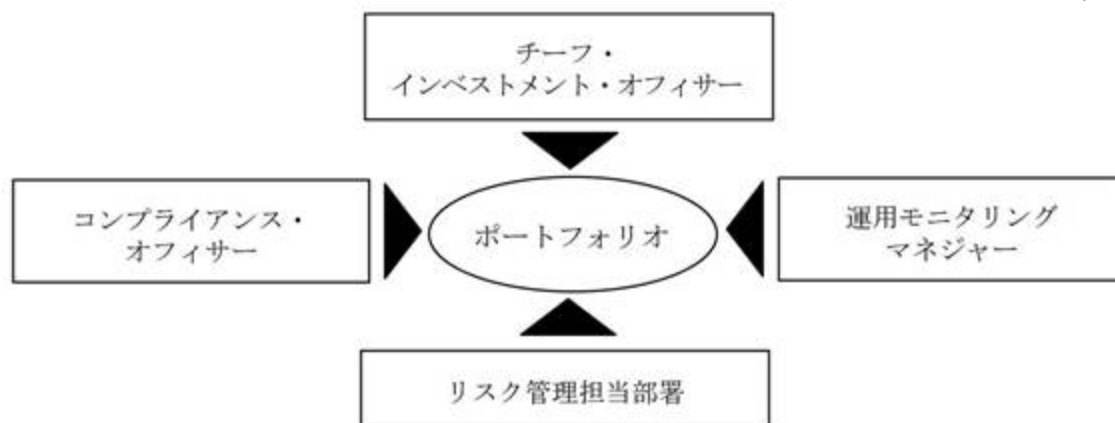 チーフ・
インベストメント・オフィサー
コンプライアンス・
オフィサー
ポートフォリオ
運用モニタリング
マネジャー
リスク管理担当部署